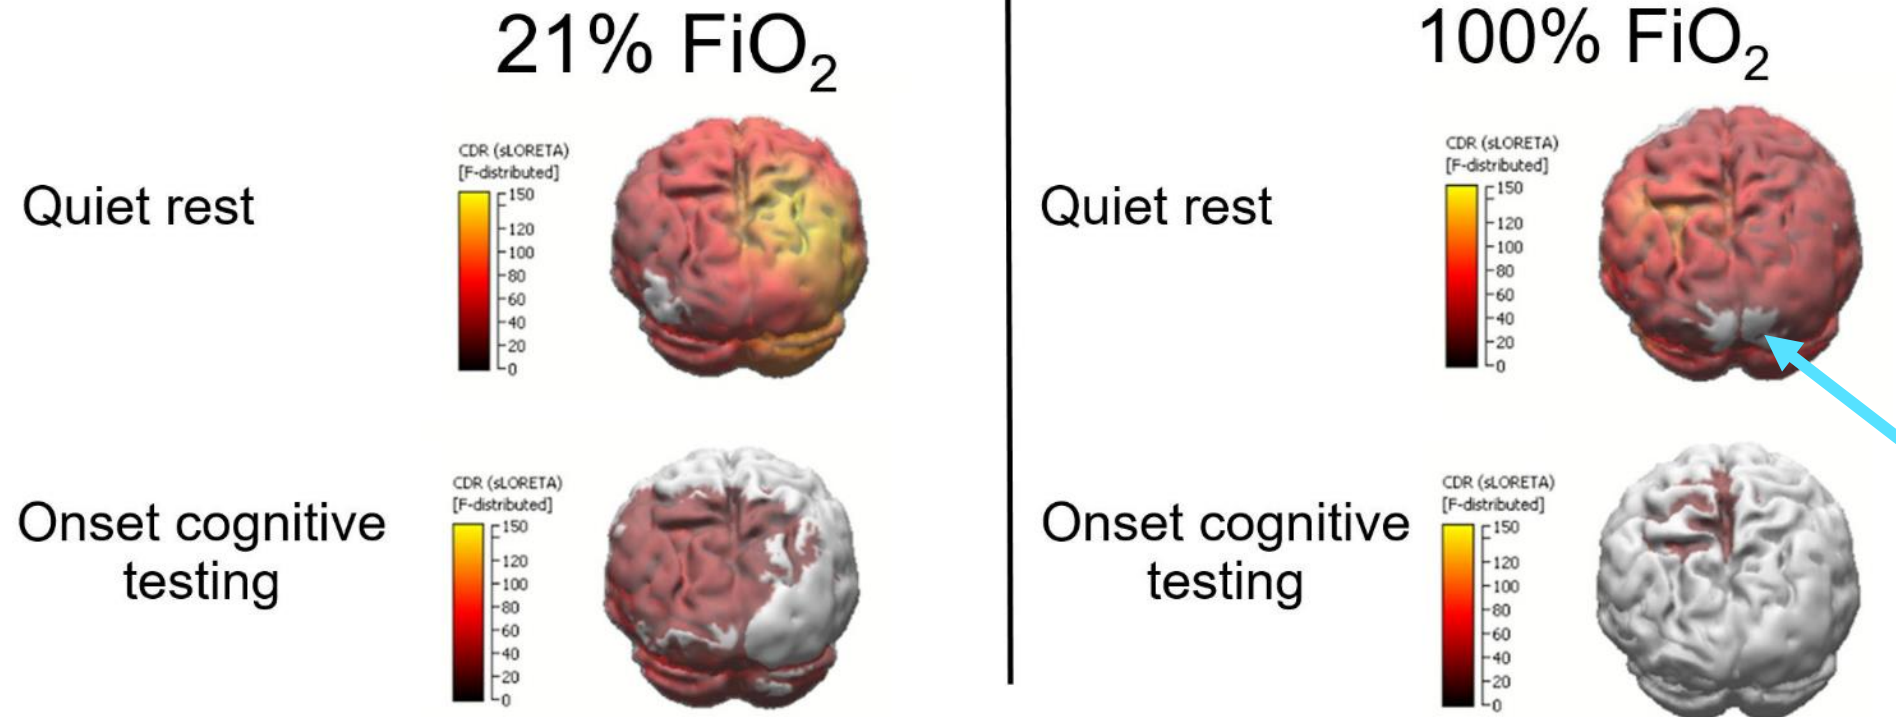 21% FiO₂
100% FiO₂
Quiet rest
CDR (sLORETA)
[F-distributed]
150
120
100
80
60
40
20
0
Quiet rest
CDR (sLORETA)
[F-distributed]
150
120
100
80
60
40
20
0
Onset cognitive
testing
CDR (sLORETA)
[F-distributed]
150
120
100
80
60
40
20
0
Onset cognitive
testing
CDR (sLORETA)
[F-distributed]
150
120
100
80
60
40
20
0